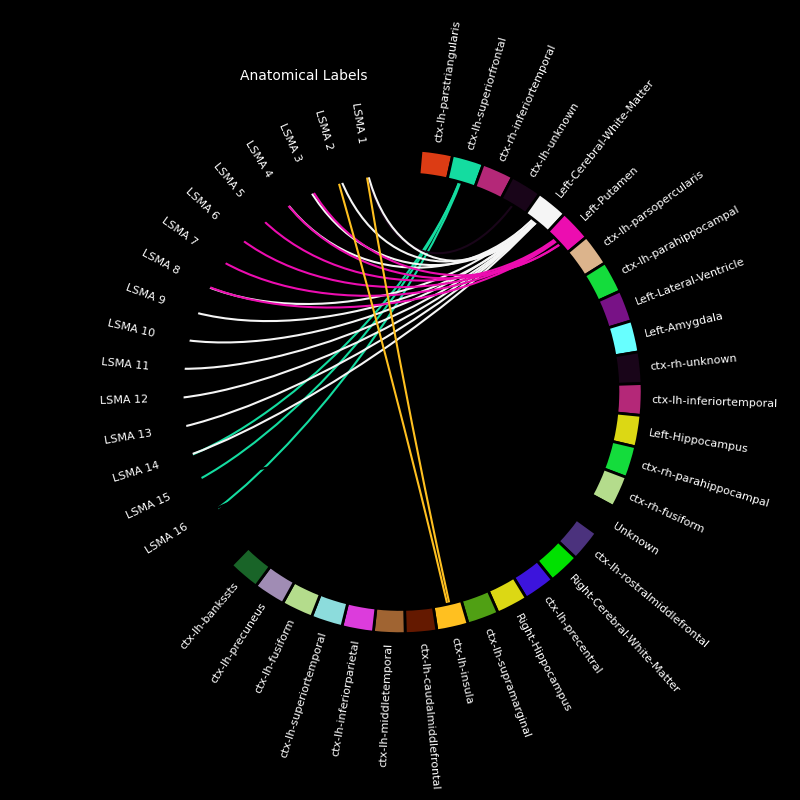 Anatomical Labels
LSMA 1
LSMA 2
LSMA 3
LSMA 4
LSMA 5
LSMA 6
LSMA 7
LSMA 8
LSMA 9
LSMA 10
LSMA 11
LSMA 12
LSMA 13
LSMA 14
LSMA 15
LSMA 16
ctx-lh-parstriangularis
ctx-lh-superiorfrontal
ctx-rh-inferiortemporal
ctx-lh-unknown
Left-Cerebral-White-Matter
Left-Putamen
ctx-lh-parsopercularis
ctx-lh-parahippocampal
Left-Lateral-Ventricle
Left-Amygdala
ctx-rh-unknown
ctx-lh-inferiortemporal
Left-Hippocampus
ctx-rh-parahippocampal
ctx-rh-fusiform
Unknown
ctx-lh-rostralmiddlefrontal
Right-Cerebral-White-Matter
ctx-lh-precentral
Right-Hippocampus
ctx-lh-supramarginal
ctx-lh-insula
ctx-lh-caudalmiddlefrontal
ctx-lh-middletemporal
ctx-lh-inferiorparietal
ctx-lh-superiortemporal
ctx-lh-fusiform
ctx-lh-precuneus
ctx-lh-bankssts